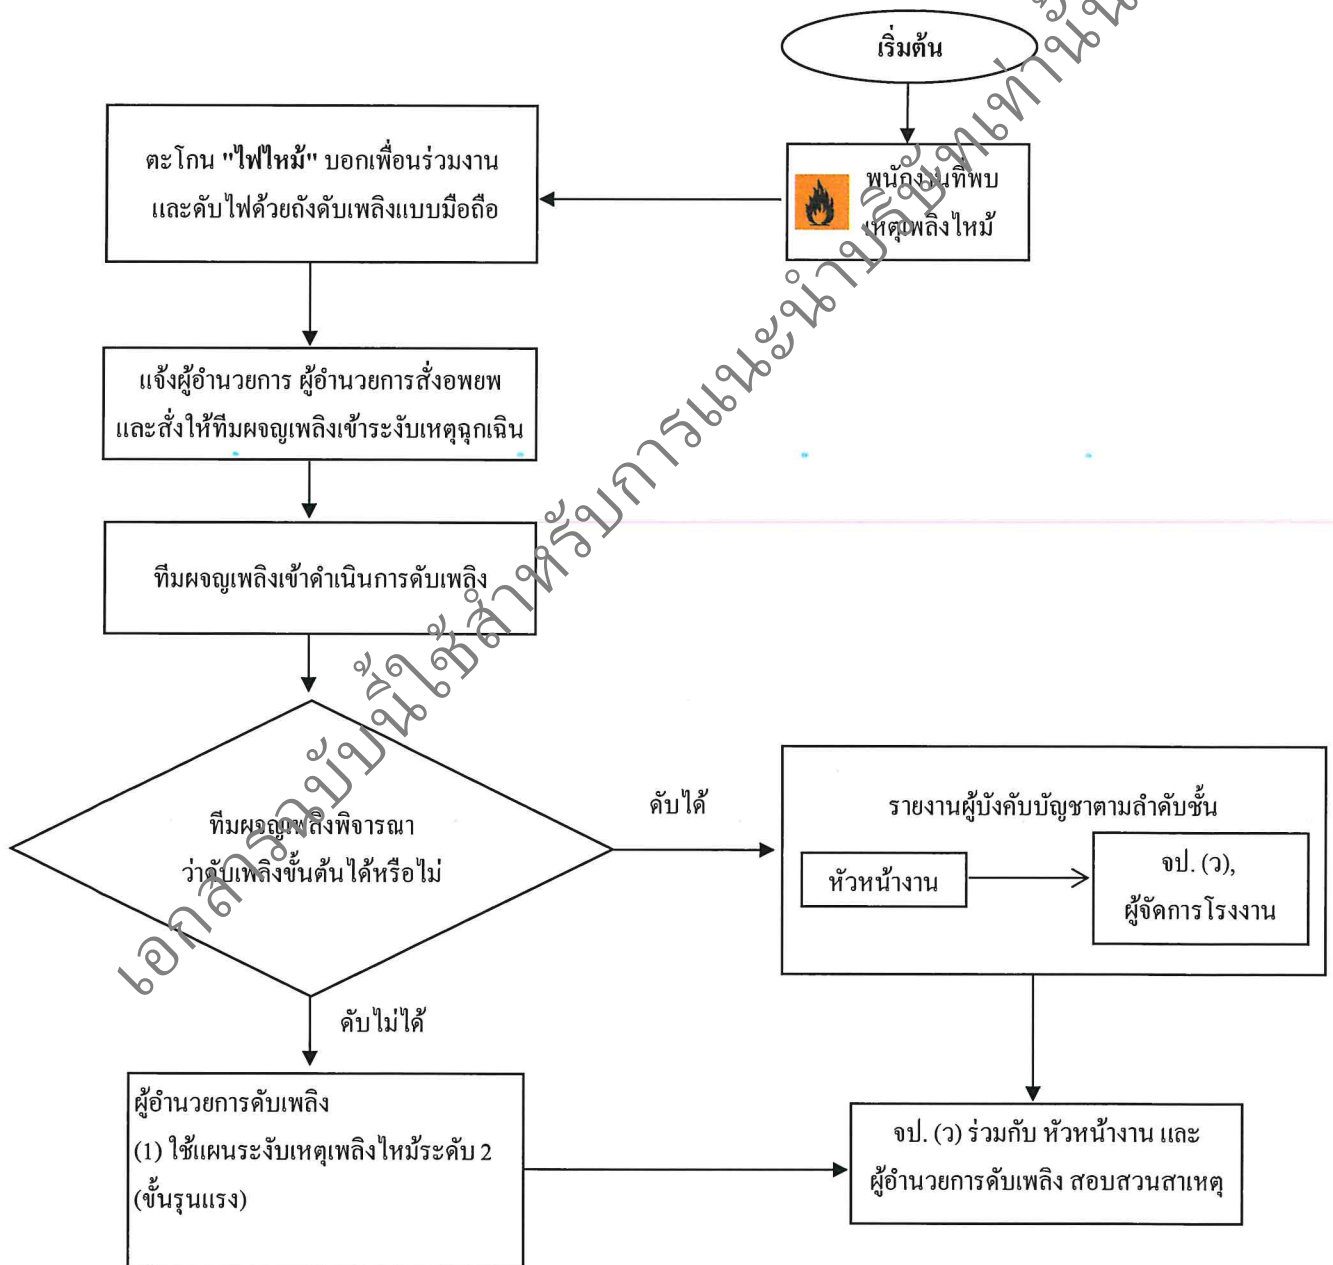 เริ่มต้น
พนักงานที่พบ
เหตุเพลิงไหม้
ตะโกน "ไฟไหม้" บอกเพื่อนร่วมงาน
และดับไฟด้วยถังดับเพลิงแบบมือถือ
แจ้งผู้อำนวยการ ผู้อำนวยการสั่งอพยพ
และสั่งให้ทีมผจญเพลิงเข้าระงับเหตุฉุกเฉิน
ทีมผจญเพลิงเข้าดำเนินการดับเพลิง
ทีมผจญเพลิงพิจารณา
ว่าดับเพลิงขั้นต้นได้หรือไม่
ดับได้
รายงานผู้บังคับบัญชาตามลำดับชั้น
หัวหน้างาน
จป. (ว),
ผู้จัดการโรงงาน
ดับไม่ได้
ผู้อำนวยการดับเพลิง
(1) ใช้แผนระงับเหตุเพลิงไหม้ระดับ 2
(ขั้นรุนแรง)
จป. (ว) ร่วมกับ หัวหน้างาน และ
ผู้อำนวยการดับเพลิง สอบสวนสาเหตุ
เอกสารฉบับนี้ใช้สำหรับการแนะนำบริษัทเท่านั้น